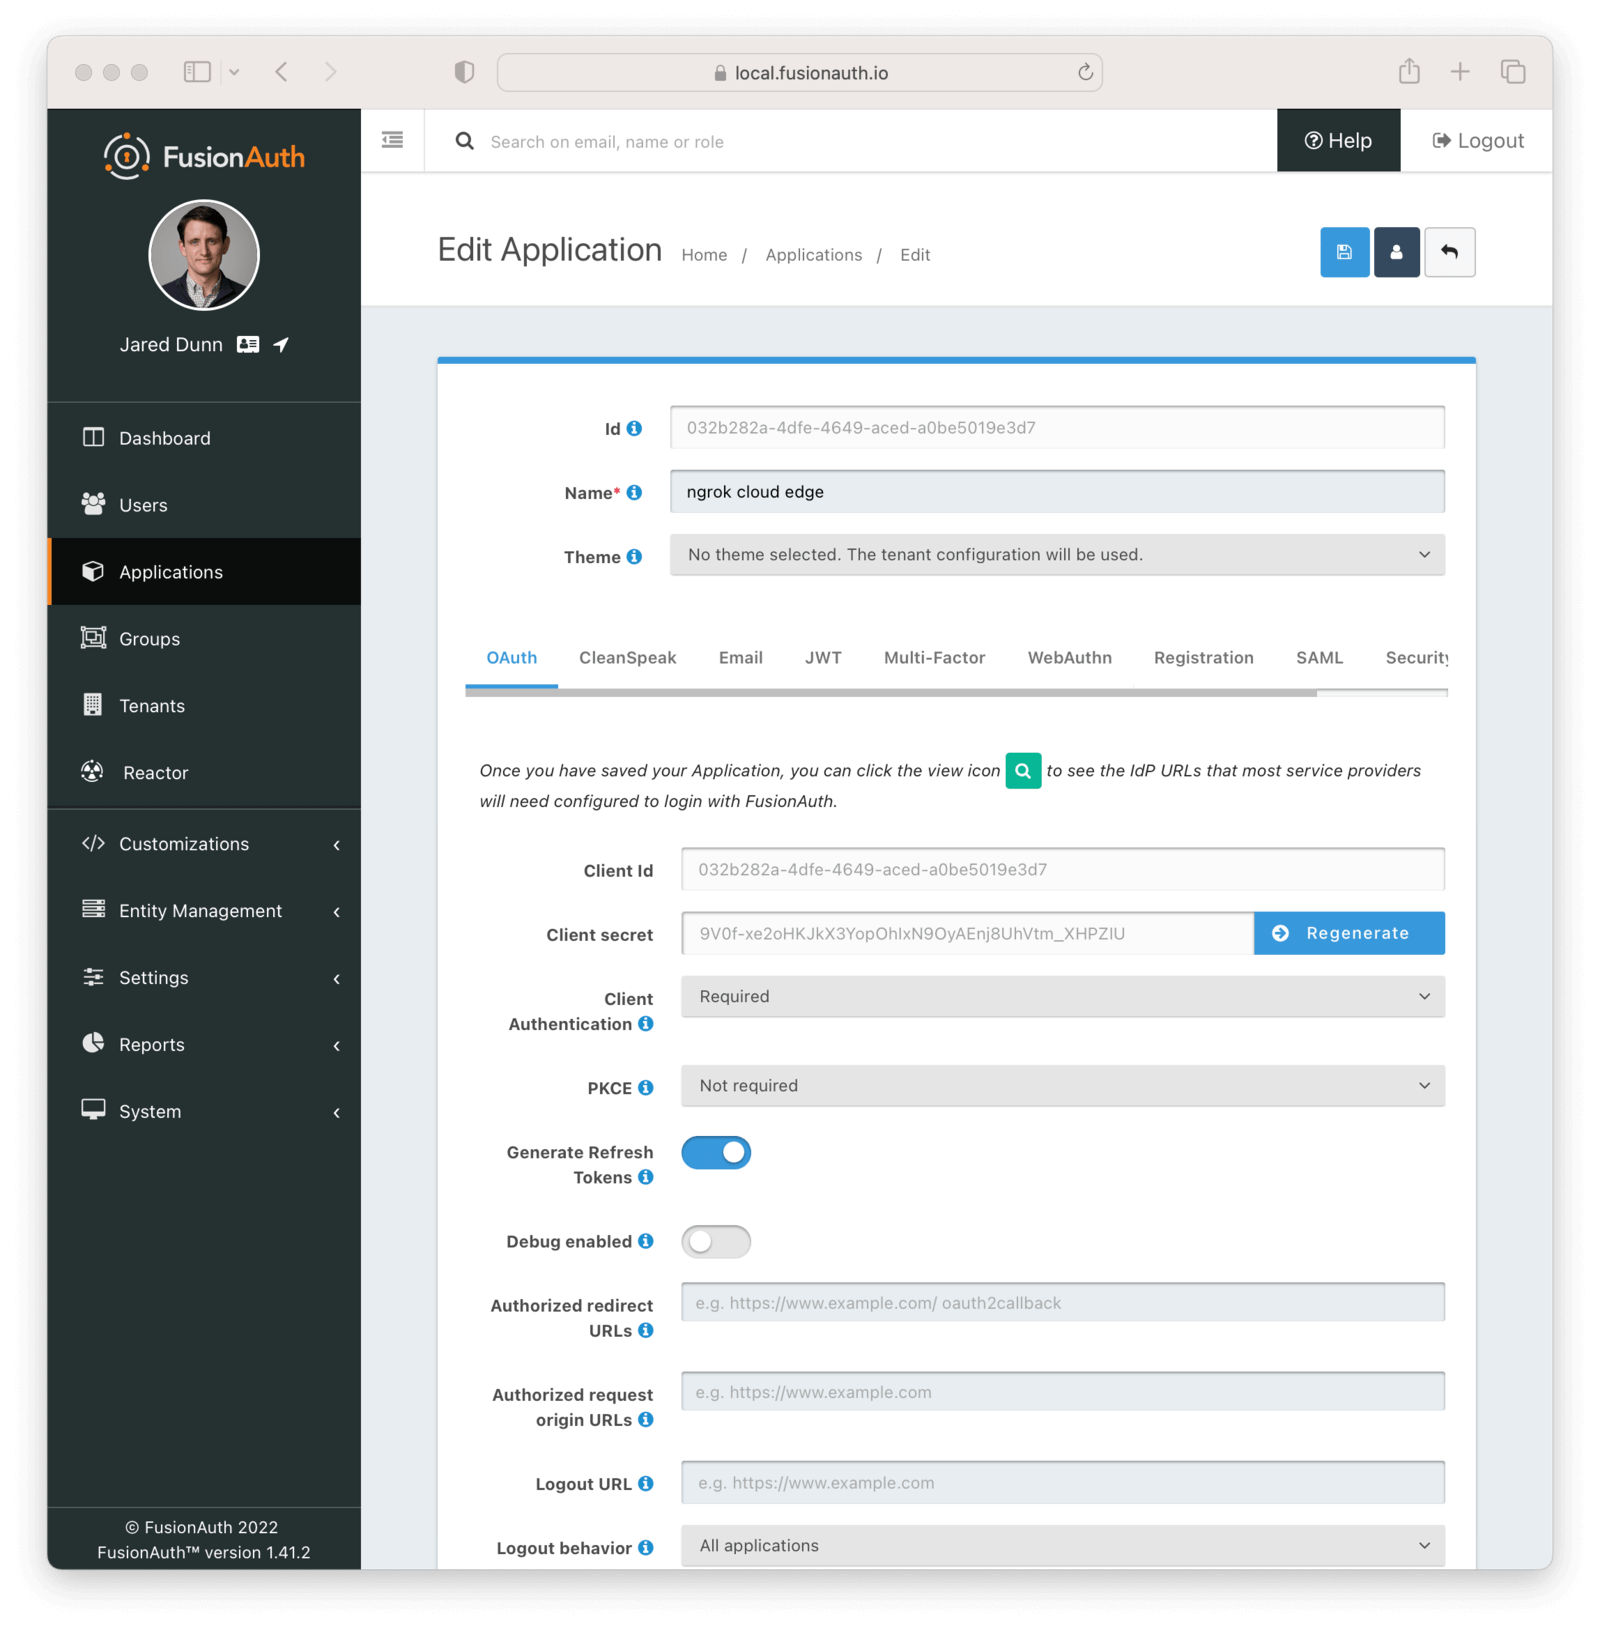 local.fusionauth.io
FusionAuth
Search on email, name or role
Help
Logout
Jared Dunn
Edit Application
Home / Applications / Edit
Dashboard
Users
Applications
Groups
Tenants
Reactor
Customizations
Entity Management
Settings
Reports
System
© FusionAuth 2022
FusionAuth™ version 1.41.2
Id
032b282a-4dfe-4649-aced-a0be5019e3d7
Name*
ngrok cloud edge
Theme
No theme selected. The tenant configuration will be used.
OAuth CleanSpeak Email JWT Multi-Factor WebAuthn Registration SAML Security
Once you have saved your Application, you can click the view icon to see the IdP URLs that most service providers
will need configured to login with FusionAuth.
Client Id
032b282a-4dfe-4649-aced-a0be5019e3d7
Client secret
9V0f-xe2oHKJkX3YopOhIxN9OyAEnj8UhVtm_XHPZIU
Regenerate
Client
Authentication
Required
PKCE
Not required
Generate Refresh
Tokens
Debug enabled
Authorized redirect
URLs
e.g. https://www.example.com/ oauth2callback
Authorized request
origin URLs
e.g. https://www.example.com
Logout URL
e.g. https://www.example.com
Logout behavior
All applications